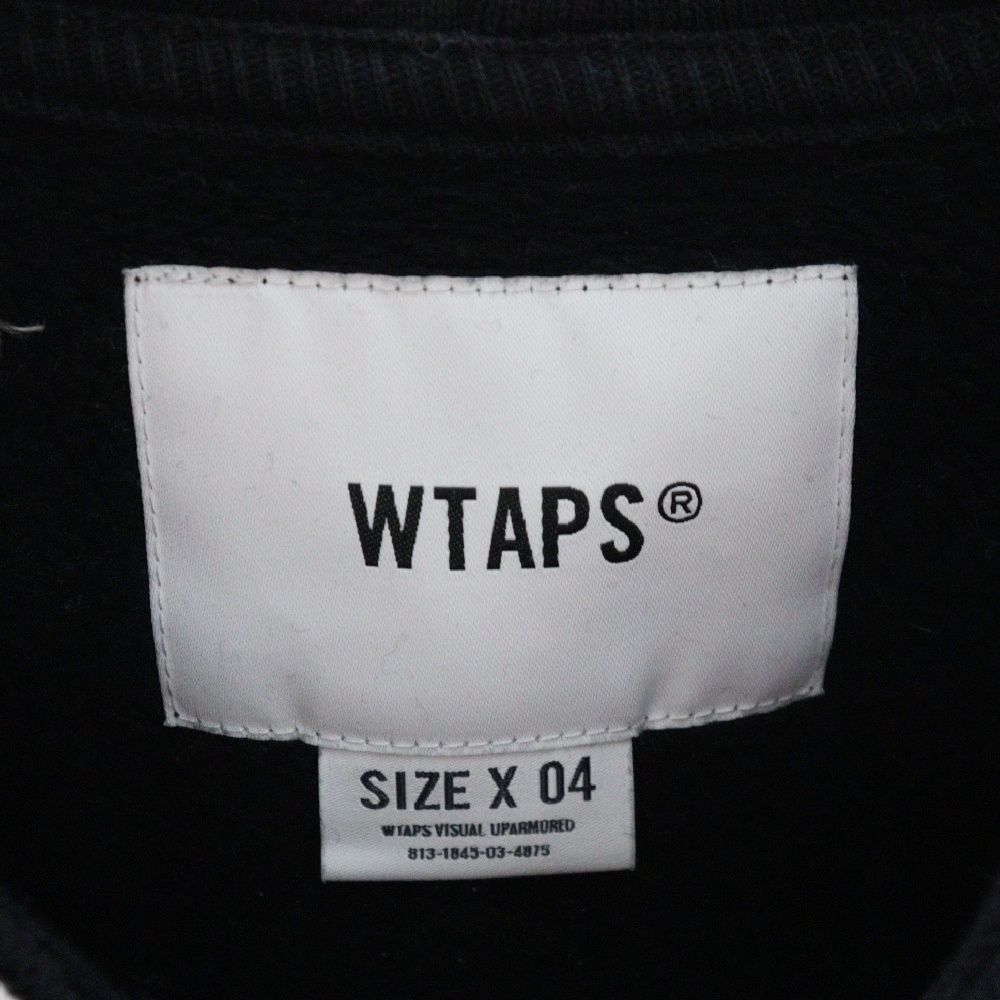 WTAPS®
SIZE X 04
WTAPS VISUAL UPARMORED
813-1845-03-4875